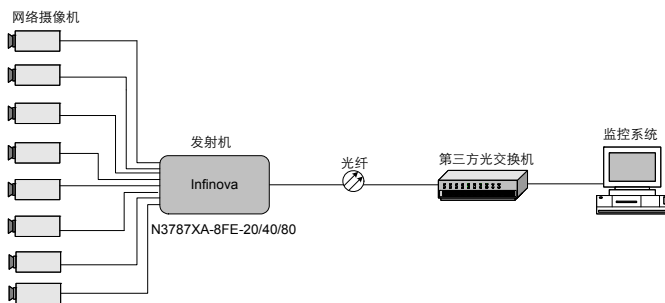 网络摄像机
发射机
Infinova
N3787XA-8FE-20/40/80
光纤
第三方光交换机
监控系统